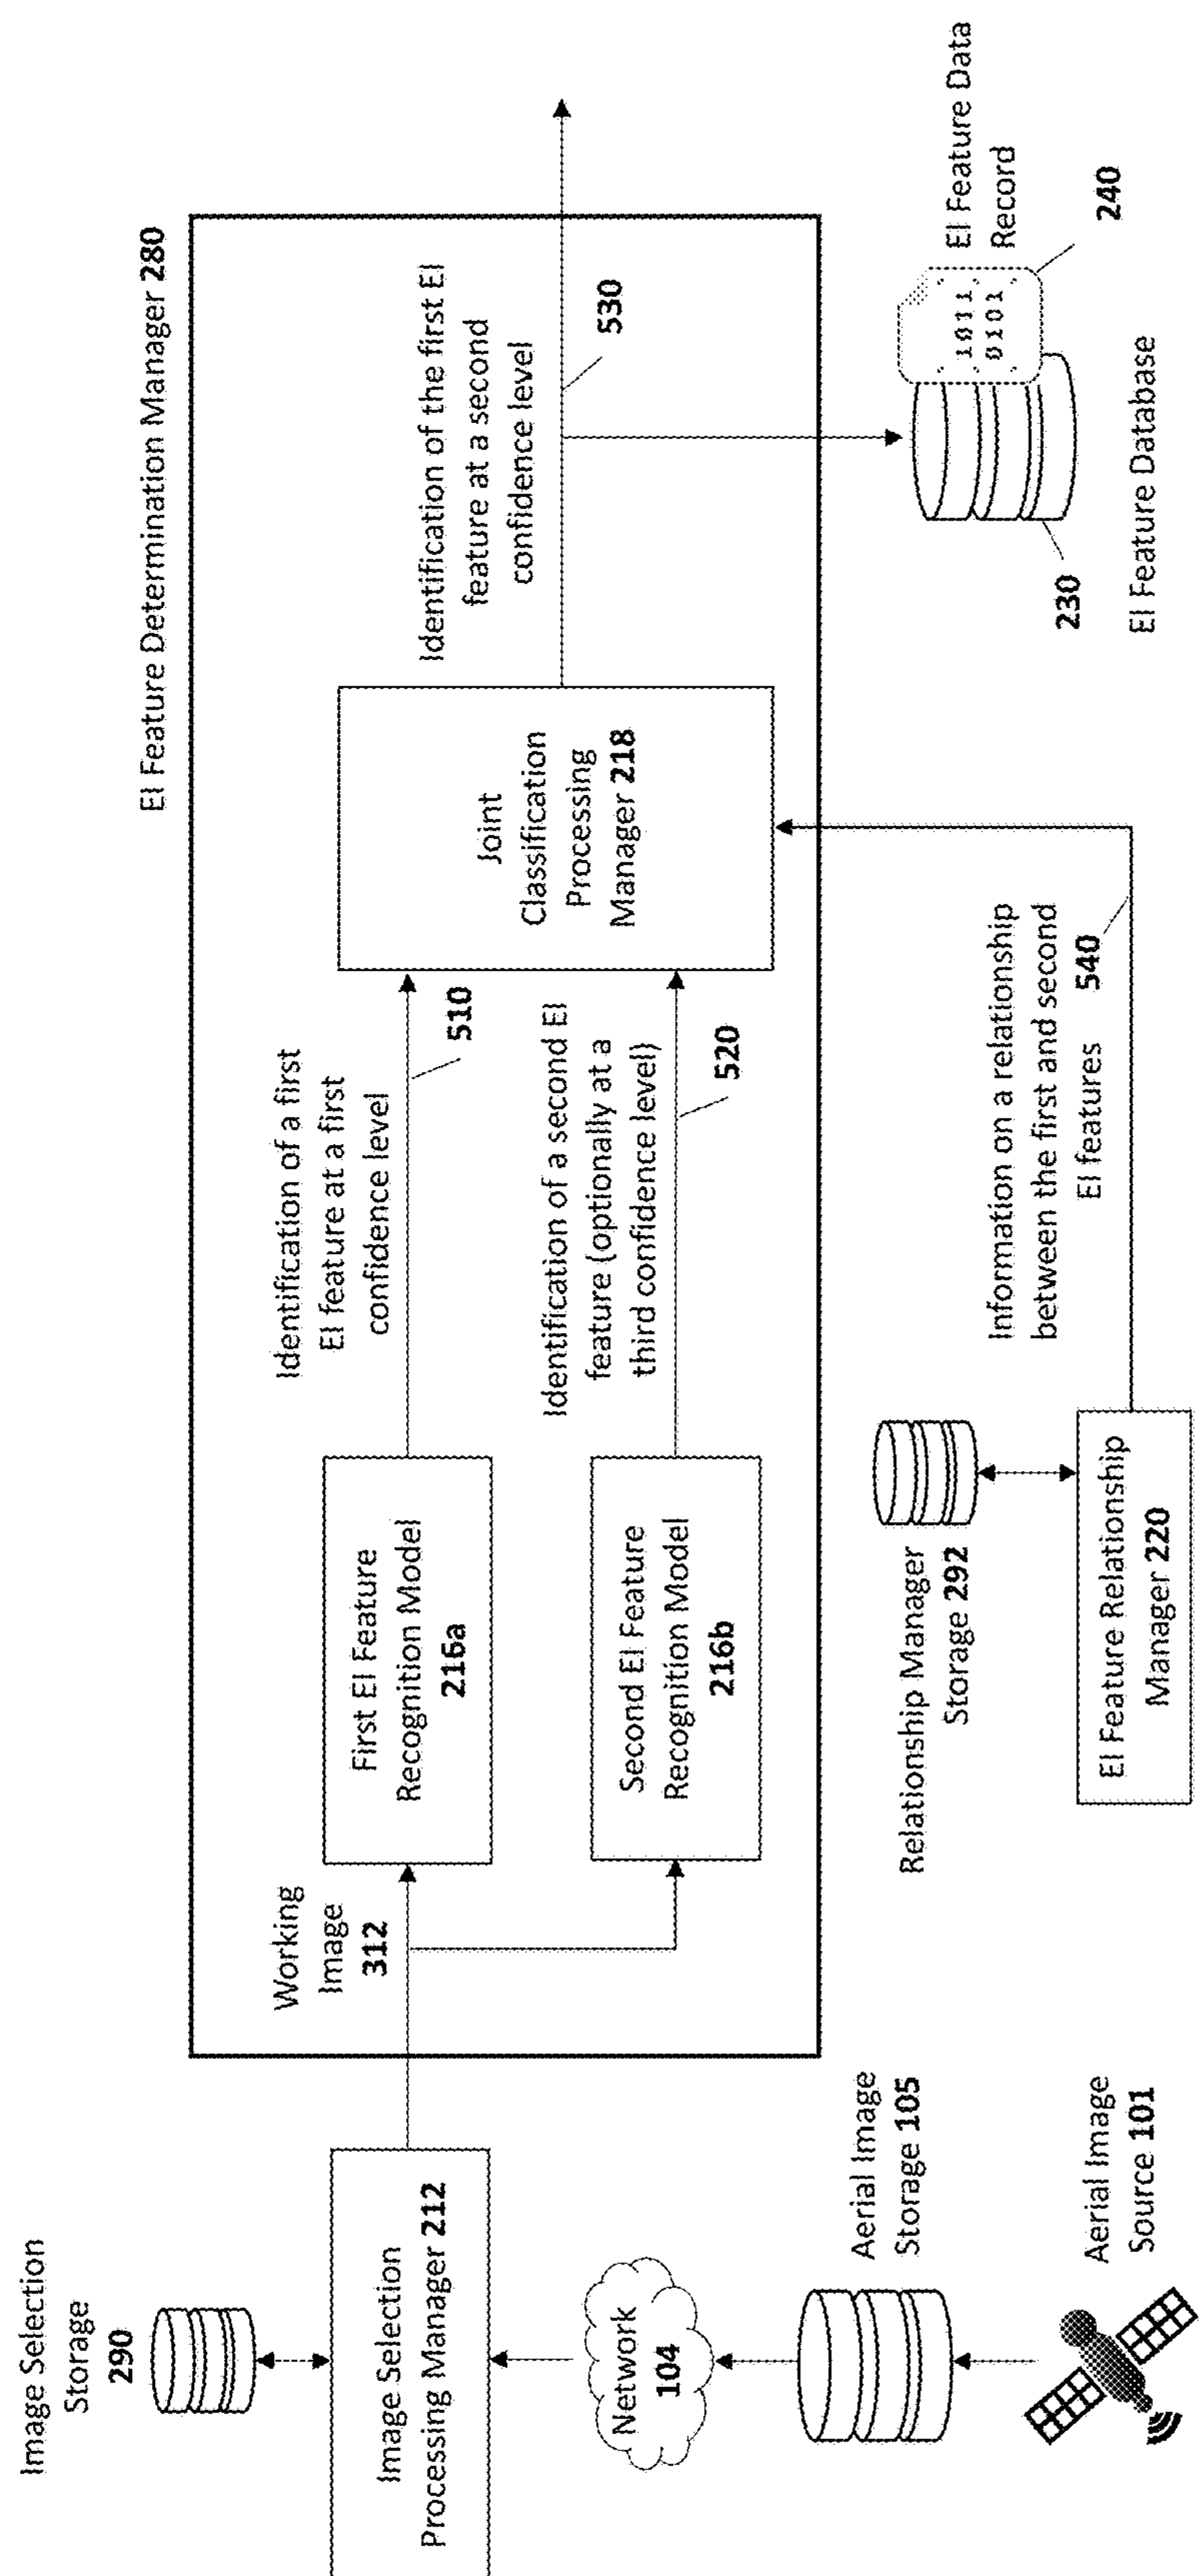 Image Selection
Storage
290
Image Selection
Processing Manager 212
Network
104
Aerial Image
Storage 105
Aerial Image
Source 101
EI Feature Determination Manager 280
Working
Image
312
First EI Feature
Recognition Model
216a
Second EI Feature
Recognition Model
216b
Identification of a first
EI feature at a first
confidence level
510
Identification of a second EI
feature (optionally at a
third confidence level)
520
Joint
Classification
Processing
Manager 218
Identification of the first EI
feature at a second
confidence level
530
Relationship Manager
Storage 292
EI Feature Relationship
Manager 220
Information on a relationship
between the first and second
EI features 540
EI Feature Data
Record
240
1011
0101
230
EI Feature Database